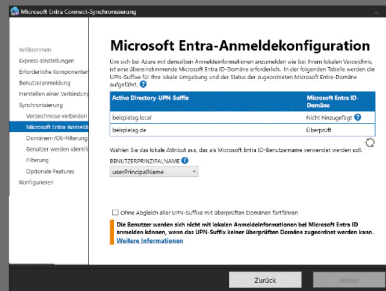 Microsoft Entra Connect-Synchronisierung
Willkommen
Express-Einstellungen
Erforderliche Komponenten
Benutzeranmeldung
Herstellen einer Verbindung
Synchronisierung
Verzeichnisse verbinden
Microsoft Entra-Anmeld
Domänen-/OE-Filterung
Benutzer werden identifi
Filterung
Optionale Features
Konfigurieren
Microsoft Entra-Anmeldekonfiguration
Um sich bei Azure mit denselben Anmeldeinformationen anzumelden wie bei Ihrem lokalen Verzeichnis,
ist eine übereinstimmende Microsoft Entra ID-Domäne erforderlich. In der folgenden Tabelle werden die
UPN-Suffixe für Ihre lokale Umgebung und der Status der zugeordneten Microsoft Entra-Domäne
aufgeführt.
Active Directory-UPN-Suffix
Microsoft Entra ID-
Domäne
beispielag.local
Nicht hinzugefügt
beispielag.de
Überprüft
Wählen Sie das lokale Attribut aus, das als Microsoft Entra ID-Benutzername verwendet werden soll.
BENUTZERPRINZIPALNAME
userPrincipalName
Ohne Abgleich aller UPN-Suffixe mit überprüften Domänen fortfahren
Die Benutzer werden sich nicht mit lokalen Anmeldeinformationen bei Microsoft Entra ID
anmelden können, wenn das UPN-Suffix keiner überprüften Domäne zugeordnet werden kann.
Weitere Informationen
Zurück
Weiter